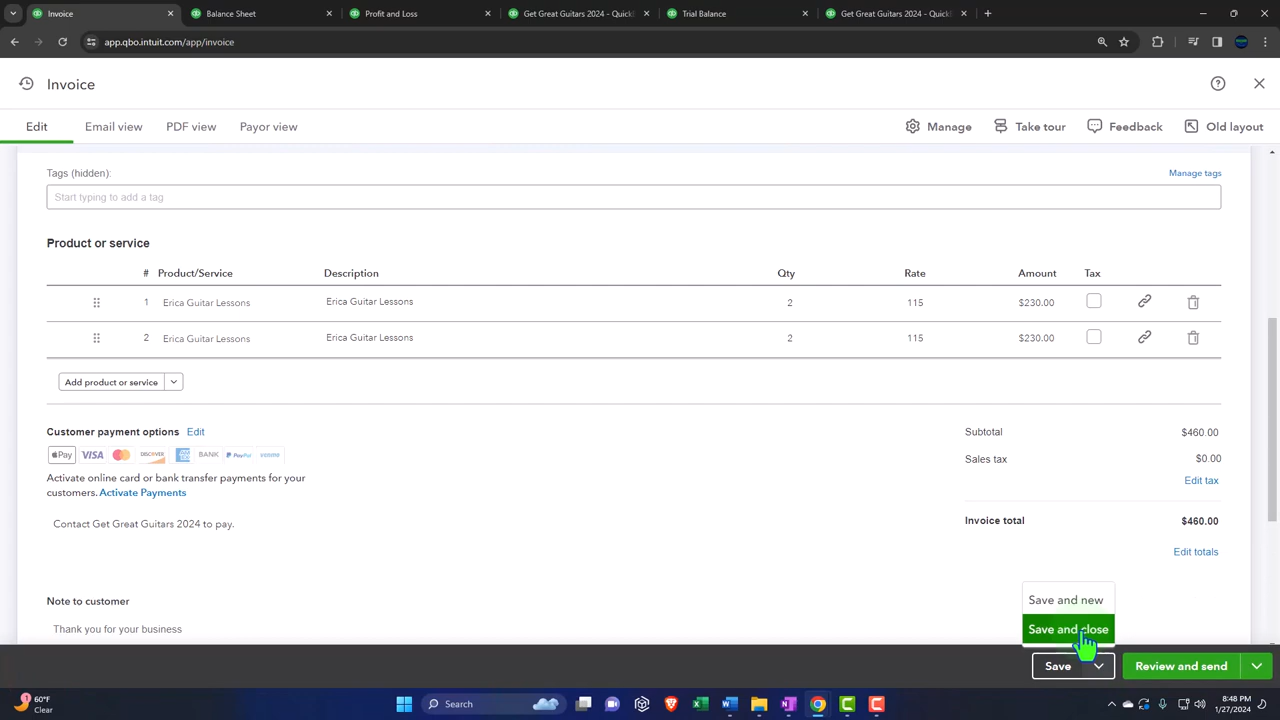 Invoice
Balance Sheet
Profit and Loss
Get Great Guitars 2024 - Quick
Trial Balance
Get Great Guitars 2024 - Quick
app.qbo.intuit.com/app/invoice
Invoice
Edit
Email view
PDF view
Payor view
Manage
Take tour
Feedback
Old layout
Tags (hidden):
Manage tags
Start typing to add a tag
Product or service
# Product/Service Description Qty Rate Amount Tax
1 Erica Guitar Lessons Erica Guitar Lessons 2 115 $230.00
2 Erica Guitar Lessons Erica Guitar Lessons 2 115 $230.00
Add product or service
Customer payment options Edit
Pay VISA DISCOVER BANK PayPal venmo
Activate online card or bank transfer payments for your
customers. Activate Payments
Contact Get Great Guitars 2024 to pay.
Subtotal $460.00
Sales tax $0.00
Edit tax
Invoice total $460.00
Edit totals
Note to customer
Thank you for your business
Save and new
Save and close
Save
Review and send
1
60°F
Clear
Search
8:48 PM
1/27/2024